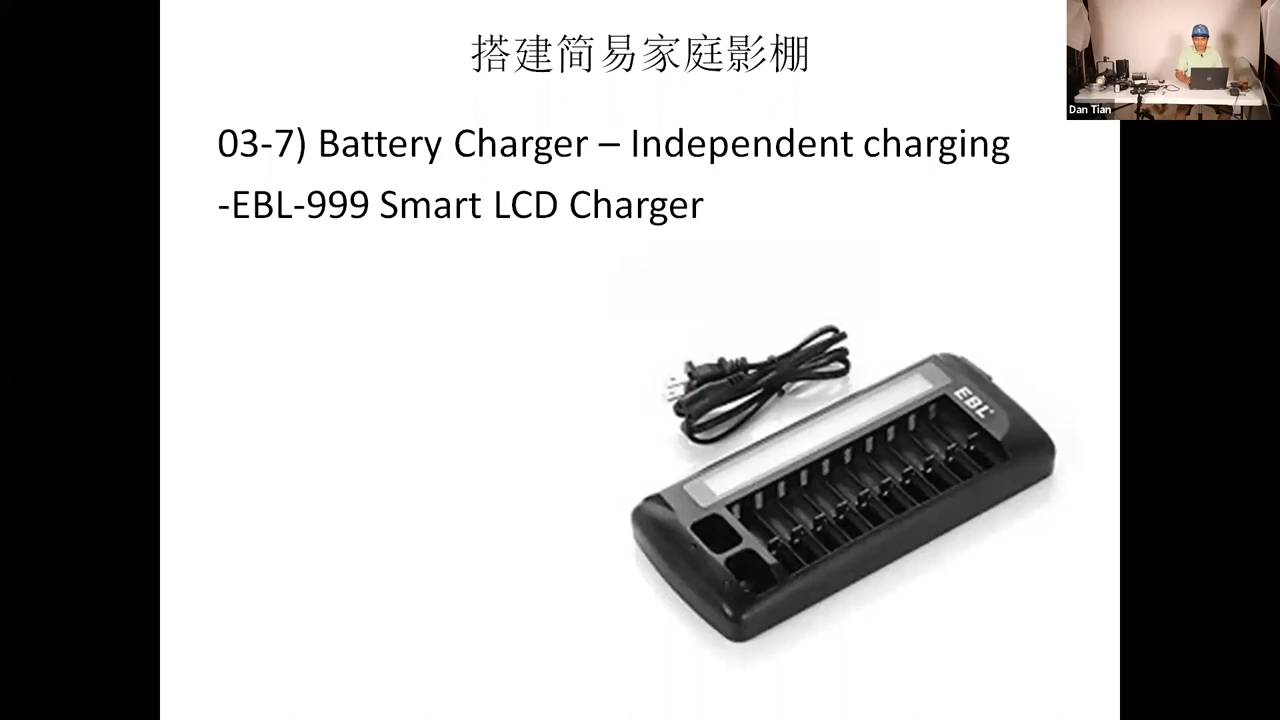 搭建简易家庭影棚
Dan Tian
03-7) Battery Charger – Independent charging
-EBL-999 Smart LCD Charger
EBL